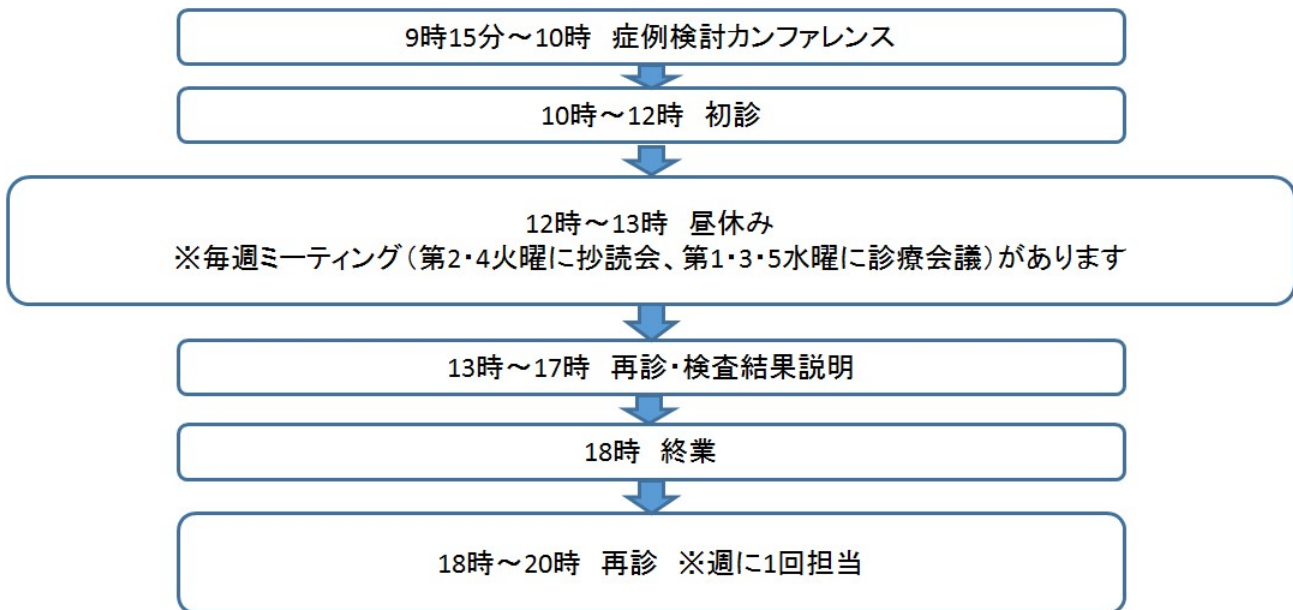 9時15分～10時　症例検討カンファレンス
10時～12時　初診
12時～13時　昼休み
※毎週ミーティング（第2・4火曜に抄読会、第1・3・5水曜に診療会議）があります
13時～17時　再診・検査結果説明
18時　終業
18時～20時　再診　※週に1回担当